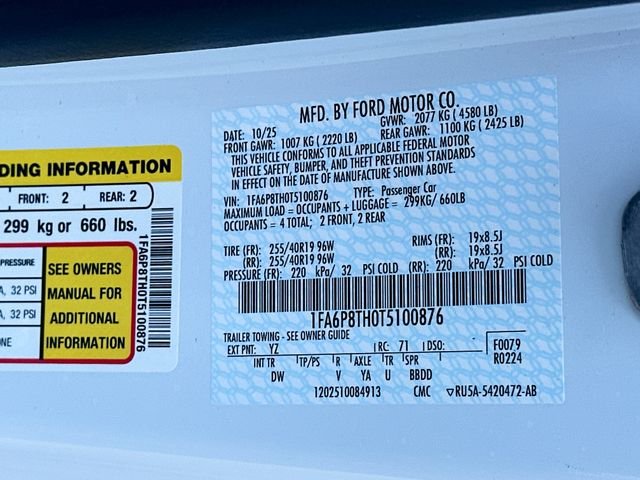 DING INFORMATION
FRONT: 2 REAR: 2
299 kg or 660 lbs.
PRESSURE
A, 32 PSI
A, 32 PSI
ONE
SEE OWNERS
MANUAL FOR
ADDITIONAL
INFORMATION
1FA6P8TH0T5100876
MFD. BY FORD MOTOR CO.
DATE: 10/25 GVWR: 2077 KG ( 4580 LB)
FRONT GAWR: 1007 KG ( 2220 LB) REAR GAWR: 1100 KG ( 2425 LB)
THIS VEHICLE CONFORMS TO ALL APPLICABLE FEDERAL MOTOR
VEHICLE SAFETY, BUMPER, AND THEFT PREVENTION STANDARDS
IN EFFECT ON THE DATE OF MANUFACTURE SHOWN ABOVE.
VIN: 1FA6P8TH0T5100876 TYPE: Passenger Car
MAXIMUM LOAD = OCCUPANTS + LUGGAGE = 299KG/ 660LB
OCCUPANTS = 4 TOTAL; 2 FRONT, 2 REAR
TIRE (FR): 255/40R19 96W RIMS (FR): 19x8.5J
(RR): 255/40R19 96W (RR): 19x8.5J
PRESSURE (FR): 220 kPa/ 32 PSI COLD (RR): 220 kPa/ 32 PSI COLD
1FA6P8TH0T5100876
TRAILER TOWING - SEE OWNER GUIDE
EXT PNT: YZ RC: 71 DSO: F0079
INT TR TP/PS R AXLE TR SPR R0224
DW V YA U BBDD
1202510084913 CMC ▽RU5A-5420472-AB